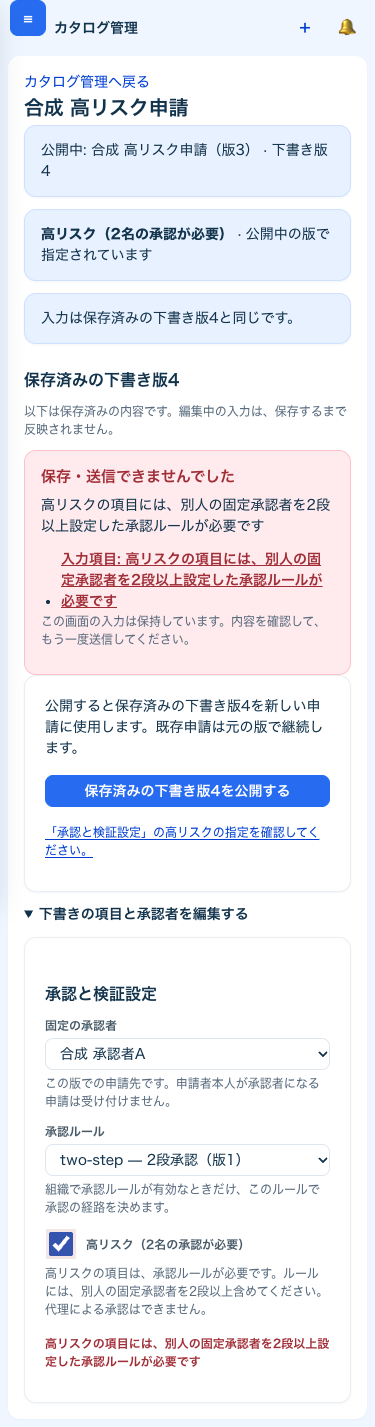 カタログ管理
+
カタログ管理へ戻る
合成 高リスク申請
公開中: 合成 高リスク申請（版3） · 下書き版
4
高リスク（2名の承認が必要） · 公開中の版で
指定されています
入力は保存済みの下書き版4と同じです。
保存済みの下書き版4
以下は保存済みの内容です。編集中の入力は、保存するまで
反映されません。
保存・送信できませんでした
高リスクの項目には、別人の固定承認者を2段
以上設定した承認ルールが必要です
入力項目: 高リスクの項目には、別人の固
定承認者を2段以上設定した承認ルールが
• 必要です
この画面の入力は保持しています。内容を確認して、
もう一度送信してください。
公開すると保存済みの下書き版4を新しい申
請に使用します。既存申請は元の版で継続し
ます。
保存済みの下書き版4を公開する
「承認と検証設定」の高リスクの指定を確認してく
ださい。
▼ 下書きの項目と承認者を編集する
承認と検証設定
固定の承認者
合成 承認者A
この版での申請先です。申請者本人が承認者になる
申請は受け付けません。
承認ルール
two-step — 2段承認（版1）
組織で承認ルールが有効なときだけ、このルールで
承認の経路を決めます。
高リスク（2名の承認が必要）
高リスクの項目は、承認ルールが必要です。ルール
には、別人の固定承認者を2段以上含めてください。
代理による承認はできません。
高リスクの項目には、別人の固定承認者を2段以上設
定した承認ルールが必要です